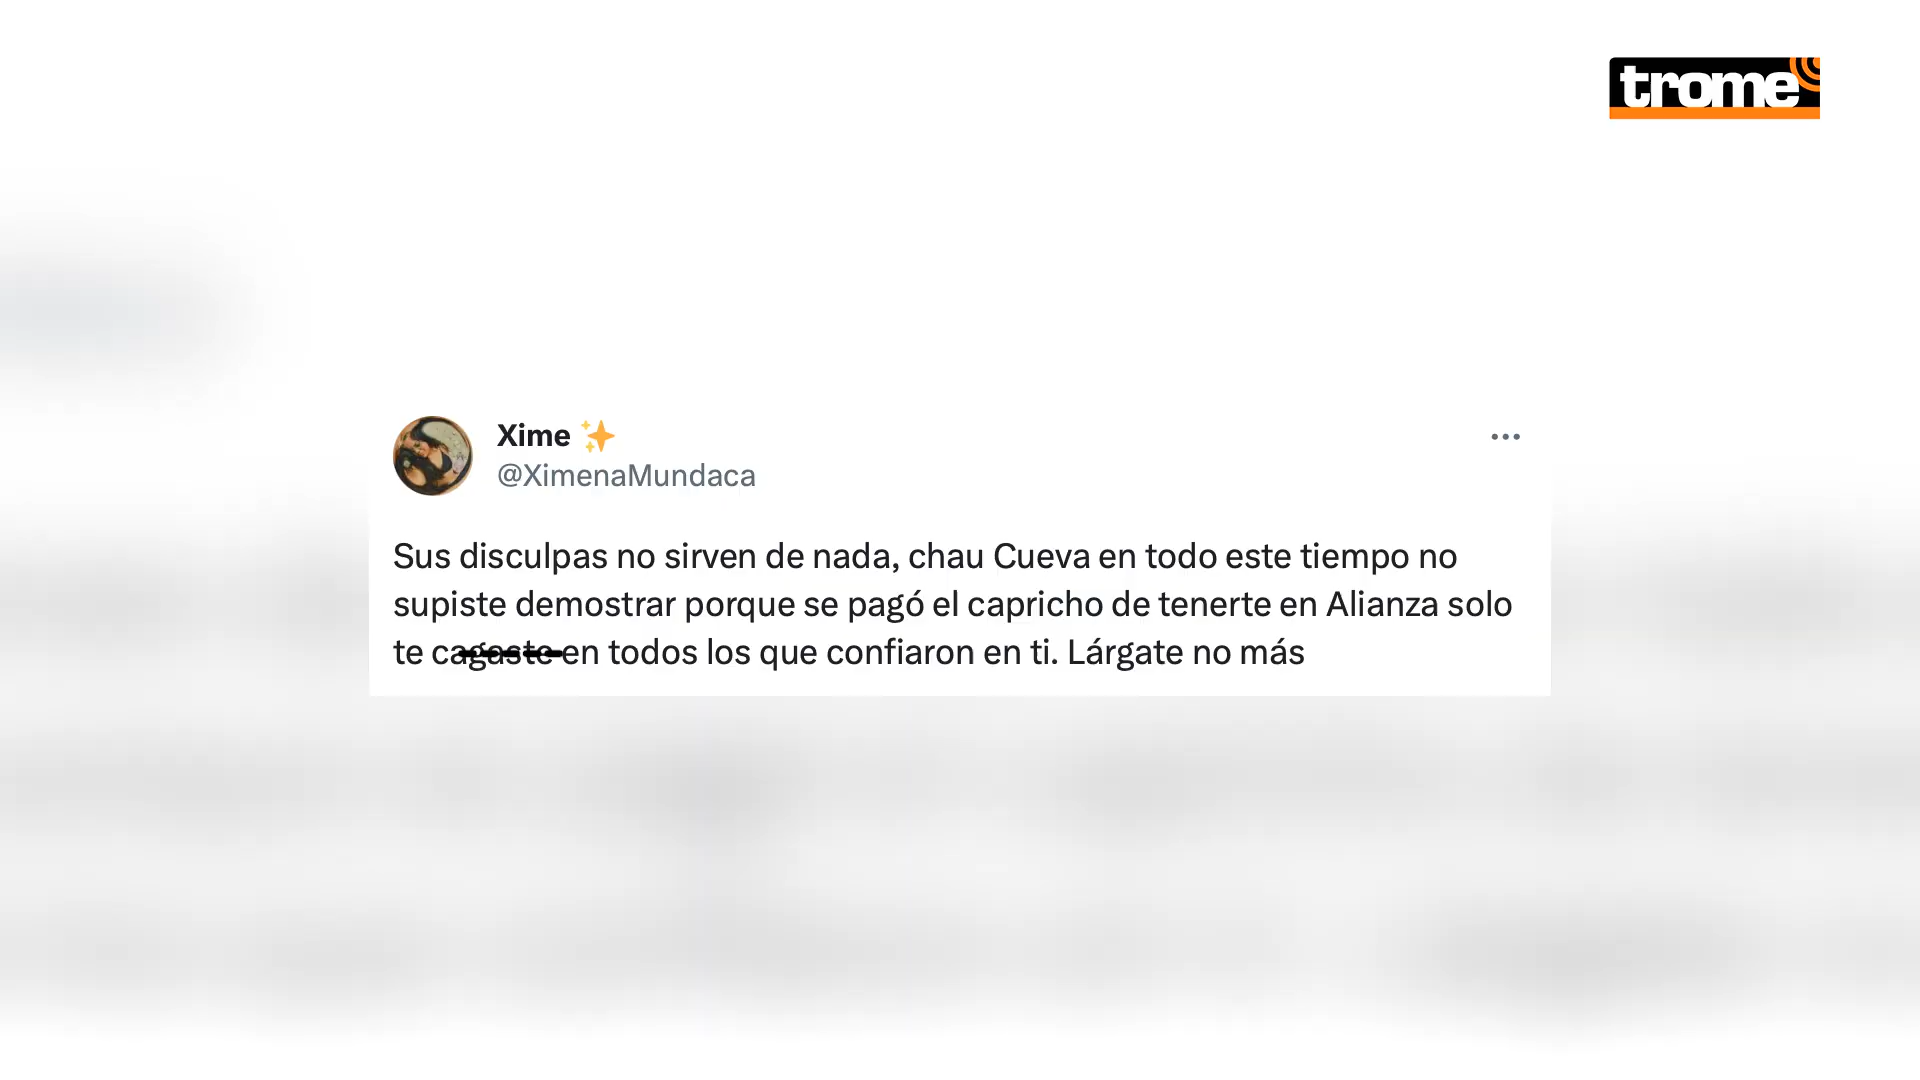 trome
Xime ✨
@XimenaMundaca
Sus disculpas no sirven de nada, chau Cueva en todo este tiempo no
supiste demostrar porque se pagó el capricho de tenerte en Alianza solo
te cagaste en todos los que confiaron en ti. Lárgate no más